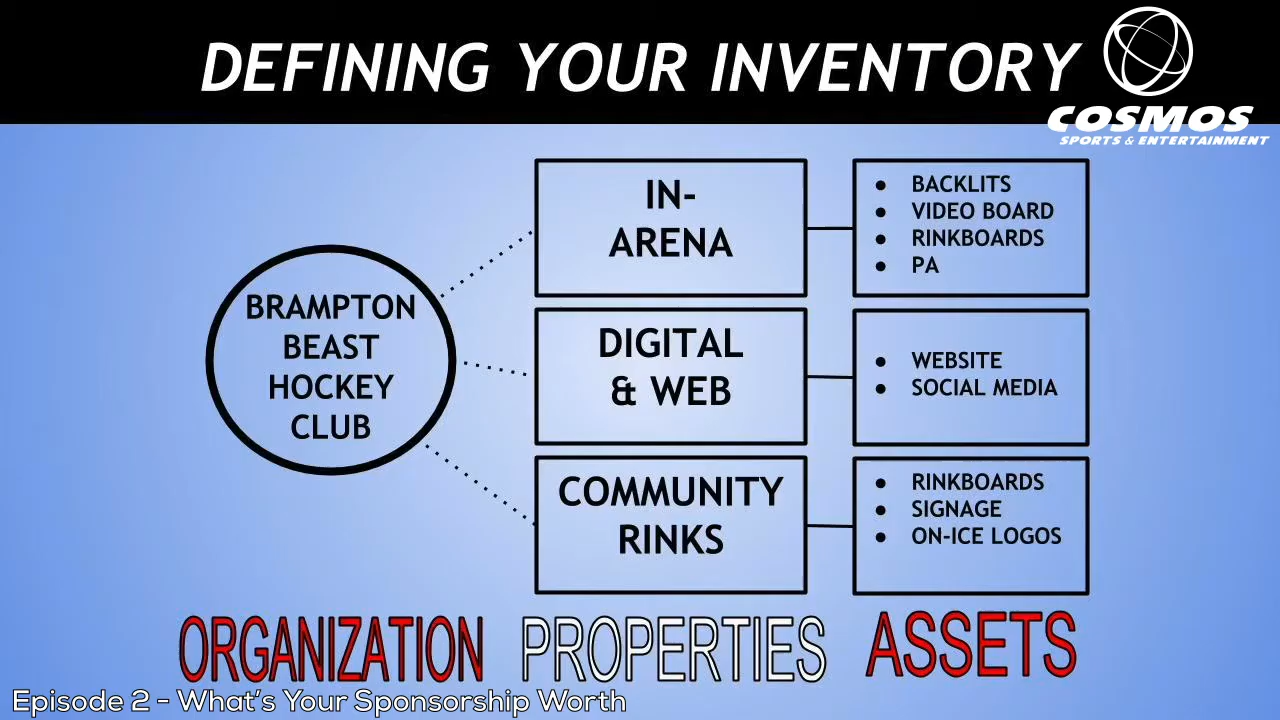 DEFINING YOUR INVENTORY
COSMOS
SPORTS & ENTERTAINMENT
BRAMPTON
BEAST
HOCKEY
CLUB
IN-
ARENA
• BACKLITS
• VIDEO BOARD
• RINKBOARDS
• PA
DIGITAL
& WEB
• WEBSITE
• SOCIAL MEDIA
COMMUNITY
RINKS
• RINKBOARDS
• SIGNAGE
• ON-ICE LOGOS
ORGANIZATION
PROPERTIES
ASSETS
Episode 2 - What's Your Sponsorship Worth